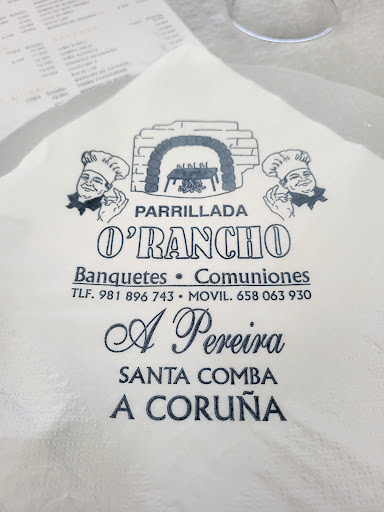 PARRILLADA
O'RANCHO
Banquetes • Comuniones
TLF. 981 896 743 • MOVIL. 658 063 930
A Pereira
SANTA COMBA
A CORUÑA